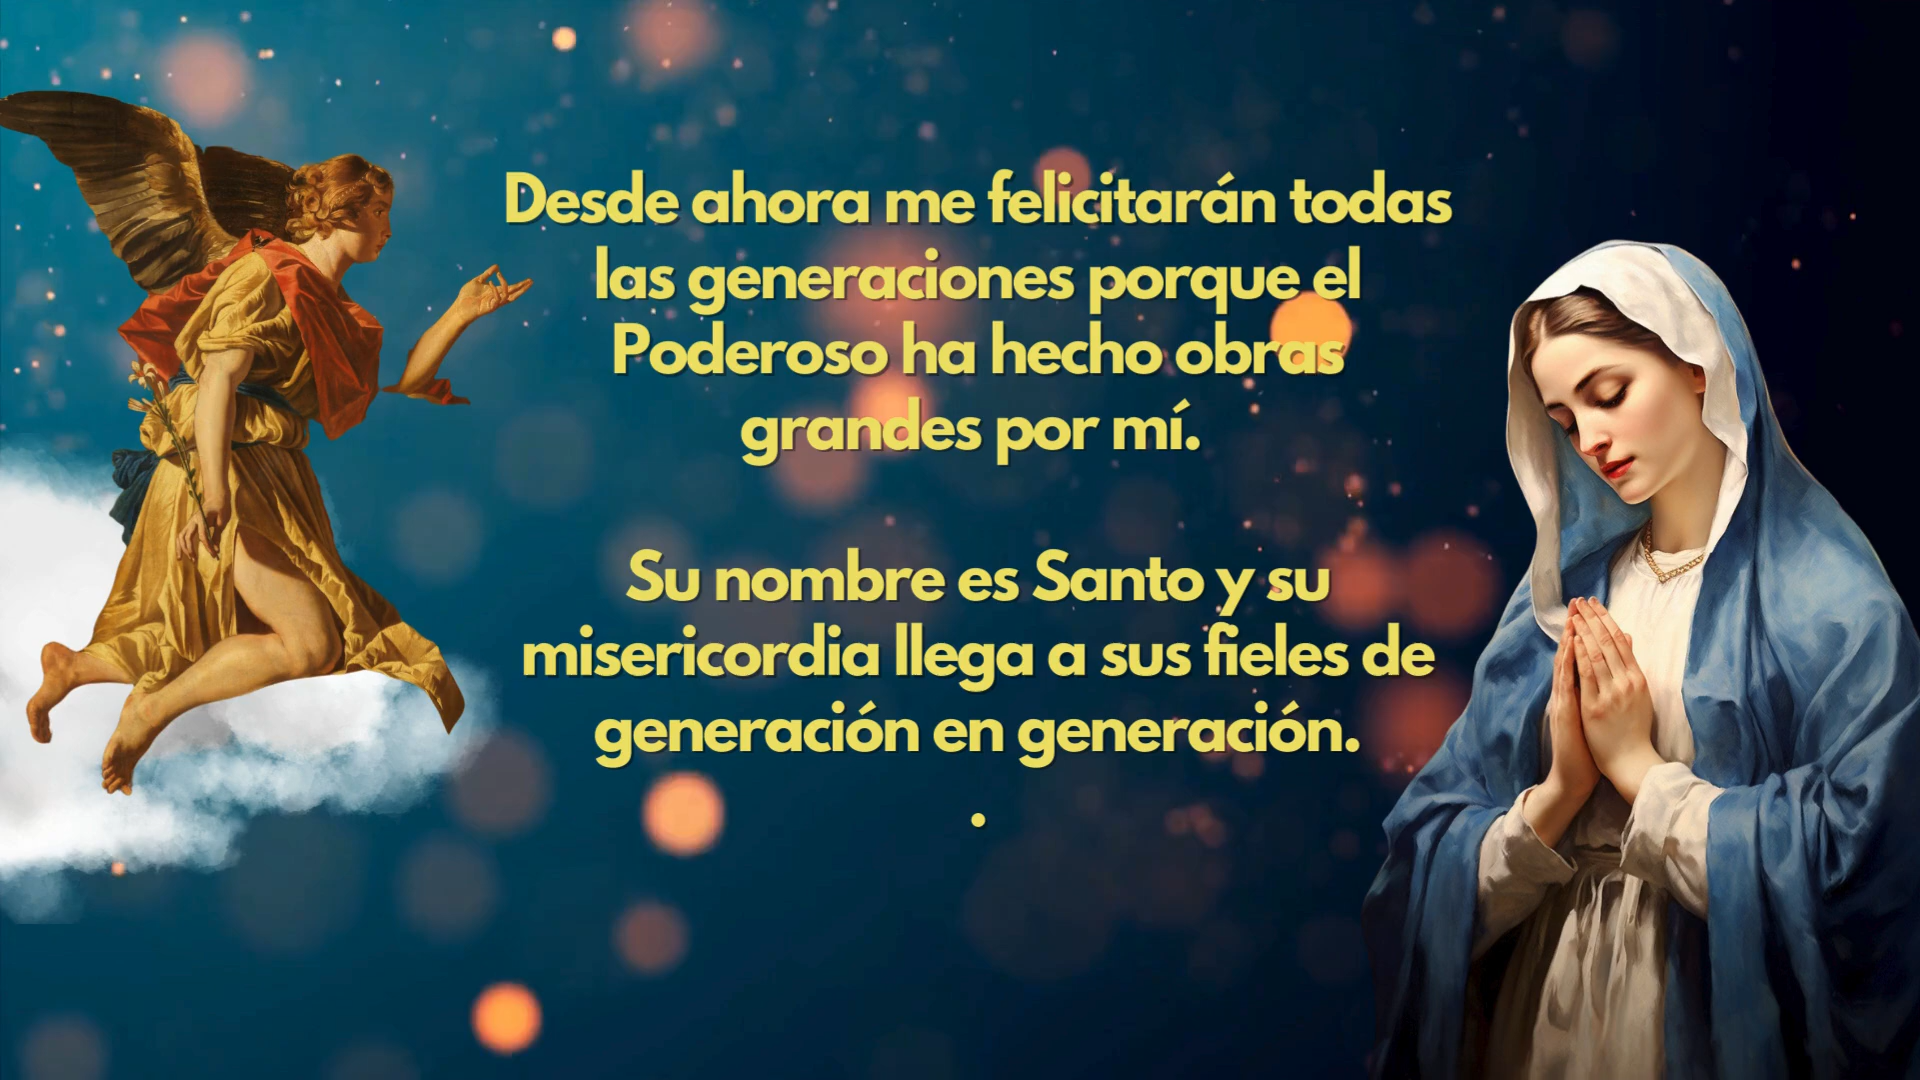 Desde ahora me felicitarán todas
las generaciones porque el
Poderoso ha hecho obras
grandes por mí.
Su nombre es Santo y su
misericordia llega a sus fieles de
generación en generación.
.